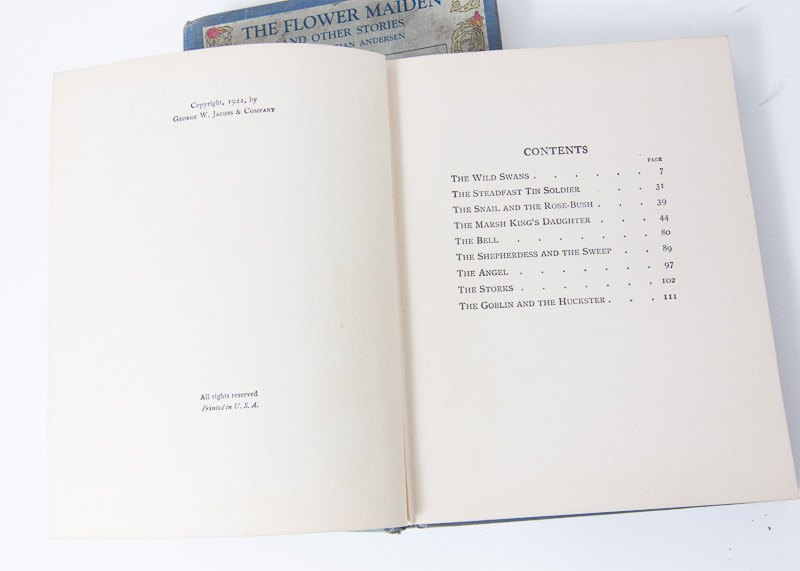 THE FLOWER MAIDEN
AND OTHER STORIES
ANDERSEN
Copyright, 1922, by
George W. Jacobs & Company
All rights reserved
Printed in U. S. A.
CONTENTS
PAGE
The Wild Swans . . . . . . 7
The Steadfast Tin Soldier . . . 31
The Snail and the Rose-Bush . . . 39
The Marsh King's Daughter . . . 44
The Bell . . . . . . . 80
The Shepherdess and the Sweep . . 89
The Angel . . . . . . . 97
The Storks . . . . . . . 102
The Goblin and the Huckster . . . 111